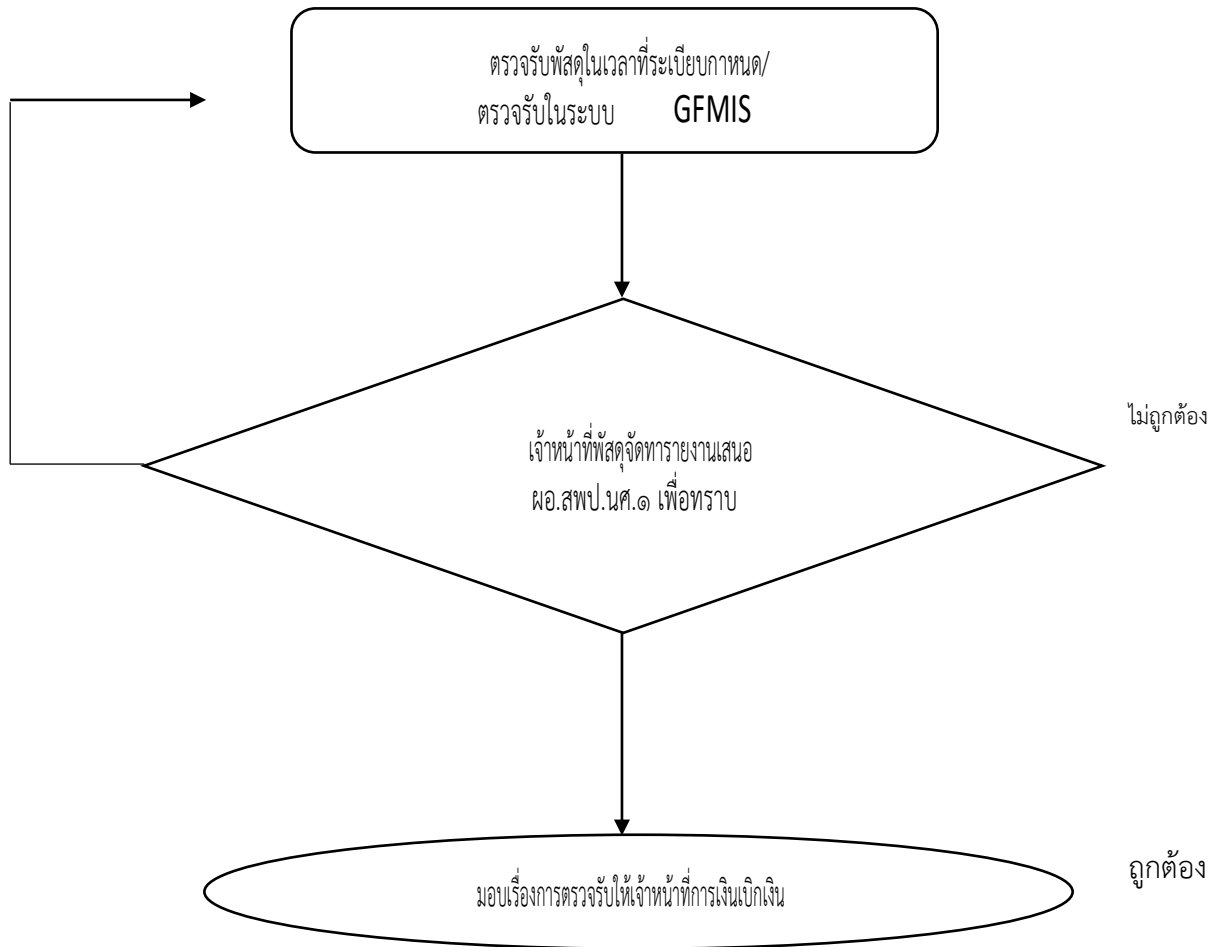 ตรวจรับพัสดุในเวลาที่ระเบียบกาหนด/
ตรวจรับในระบบ GFMIS
ไม่ถูกต้อง
เจ้าหน้าที่พัสดุจัดทารายงานเสนอ
ผอ.สพป.นศ.๑ เพื่อทราบ
ถูกต้อง
มอบเรื่องการตรวจรับให้เจ้าหน้าที่การเงินเบิกเงิน